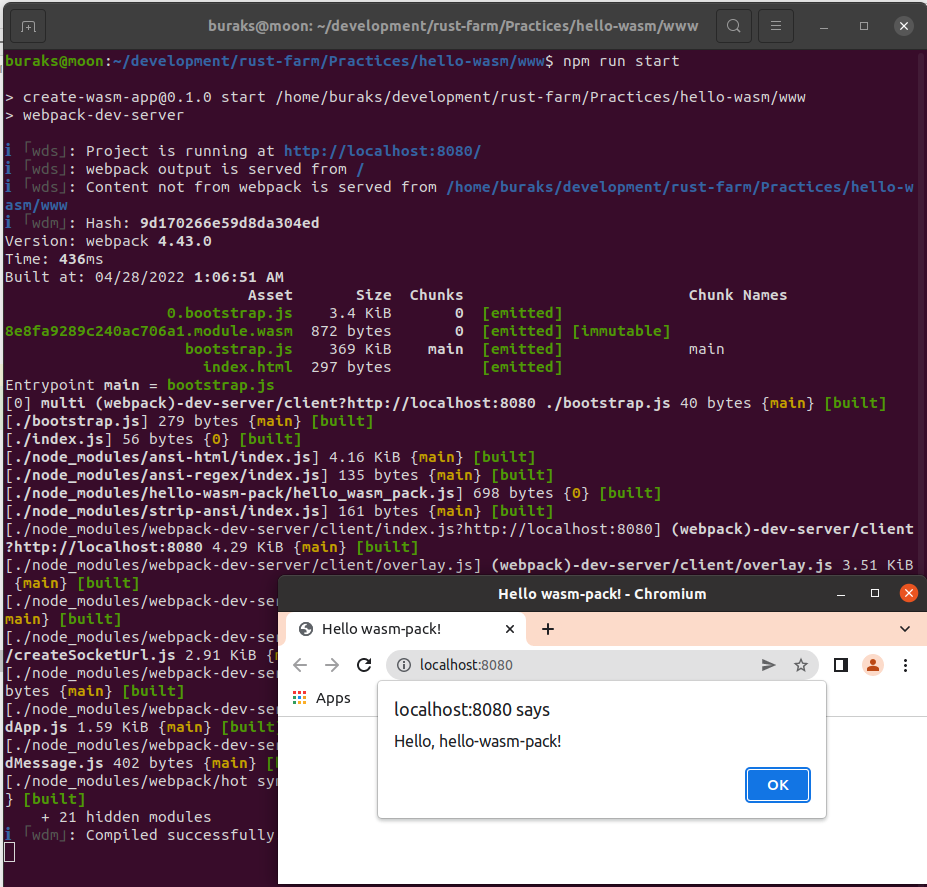 buraks@moon: ~/development/rust-farm/Practices/hello-wasm/www
buraks@moon:~/development/rust-farm/Practices/hello-wasm/www$ npm run start
> create-wasm-app@0.1.0 start /home/buraks/development/rust-farm/Practices/hello-wasm/www
> webpack-dev-server
ℹ 「wds」: Project is running at http://localhost:8080/
ℹ 「wds」: webpack output is served from /
ℹ 「wds」: Content not from webpack is served from /home/buraks/development/rust-farm/Practices/hello-w
asm/www
ℹ 「wdm」: Hash: 9d170266e59d8da304ed
Version: webpack 4.43.0
Time: 436ms
Built at: 04/28/2022 1:06:51 AM
Asset Size Chunks Chunk Names
0.bootstrap.js 3.4 KiB 0 [emitted]
8e8fa9289c240ac706a1.module.wasm 872 bytes 0 [emitted] [immutable]
bootstrap.js 369 KiB main [emitted] main
index.html 297 bytes [emitted]
Entrypoint main = bootstrap.js
[0] multi (webpack)-dev-server/client?http://localhost:8080 ./bootstrap.js 40 bytes {main} [built]
[./bootstrap.js] 279 bytes {main} [built]
[./index.js] 56 bytes {0} [built]
[./node_modules/ansi-html/index.js] 4.16 KiB {main} [built]
[./node_modules/ansi-regex/index.js] 135 bytes {main} [built]
[./node_modules/hello-wasm-pack/hello_wasm_pack.js] 698 bytes {0} [built]
[./node_modules/strip-ansi/index.js] 161 bytes {main} [built]
[./node_modules/webpack-dev-server/client/index.js?http://localhost:8080] (webpack)-dev-server/client
?http://localhost:8080 4.29 KiB {main} [built]
[./node_modules/webpack-dev-server/client/overlay.js] (webpack)-dev-server/client/overlay.js 3.51 KiB
{main} [built]
[./node_modules/webpack-dev-ser
main} [built]
[./node_modules/webpack-dev-ser
/createSocketUrl.js 2.91 KiB {
[./node_modules/webpack-dev-ser
bytes {main} [built]
[./node_modules/webpack-dev-ser
dApp.js 1.59 KiB {main} [built
[./node_modules/webpack-dev-ser
dMessage.js 402 bytes {main} [
[./node_modules/webpack/hot sy
} [built]
+ 21 hidden modules
ℹ 「wdm」: Compiled successfully
Hello wasm-pack! - Chromium
Hello wasm-pack!
localhost:8080
Apps
localhost:8080 says
Hello, hello-wasm-pack!
OK